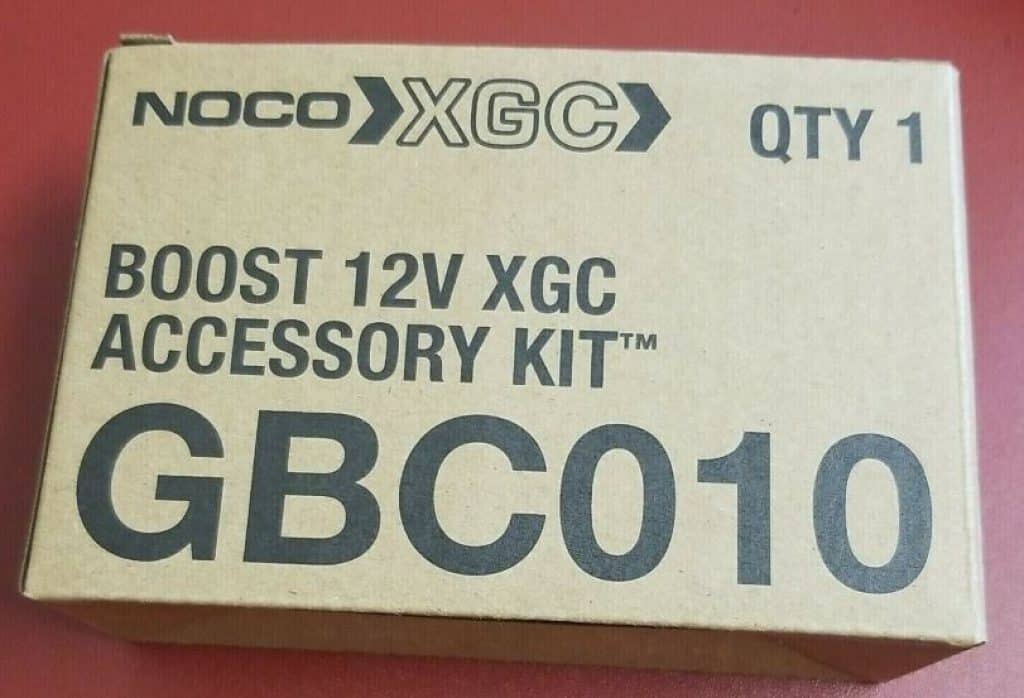 NOCO XGC QTY 1
BOOST 12V XGC
ACCESSORY KIT™
GBC010